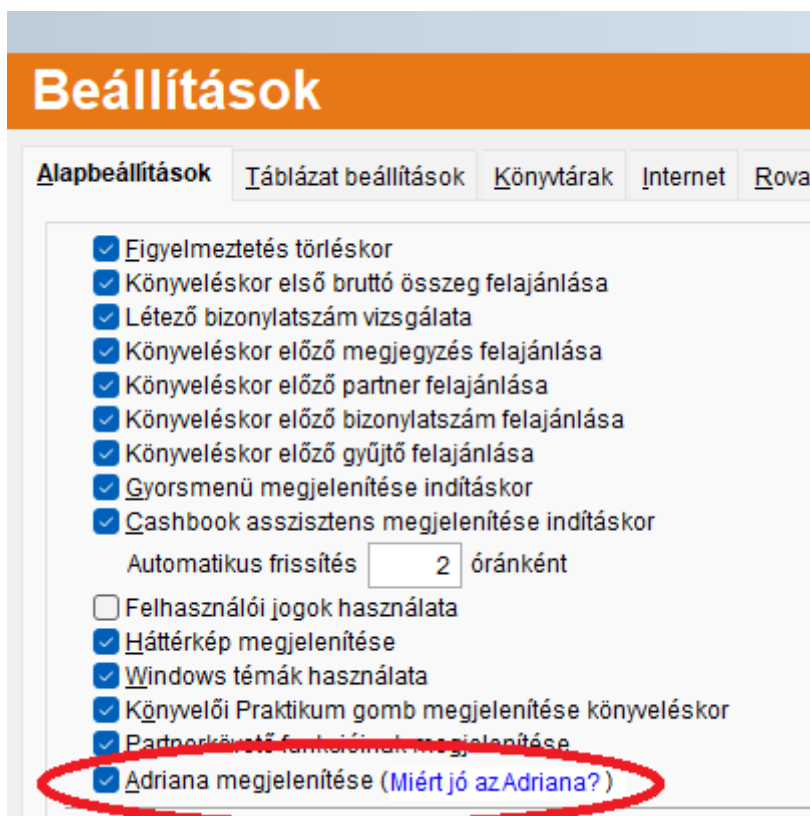 Beállítások
Alapbeállítások Táblázat beállítások Könyvtárak Internet Rova
Figyelmeztetés törléskor
Könyveléskor első bruttó összeg felajánlása
Létező bizonylatszám vizsgálata
Könyveléskor előző megjegyzés felajánlása
Könyveléskor előző partner felajánlása
Könyveléskor előző bizonylatszám felajánlása
Könyveléskor előző gyűjtő felajánlása
Gyorsmenü megjelenítése indításkor
Cashbook asszisztens megjelenítése indításkor
Automatikus frissítés 2 óránként
Felhasználói jogok használata
Háttérkép megjelenítése
Windows témák használata
Könyvelői Praktikum gomb megjelenítése könyveléskor
Partnerkövető funkcióinak megjelenítése
Adriana megjelenítése (Miért jó az Adriana?)